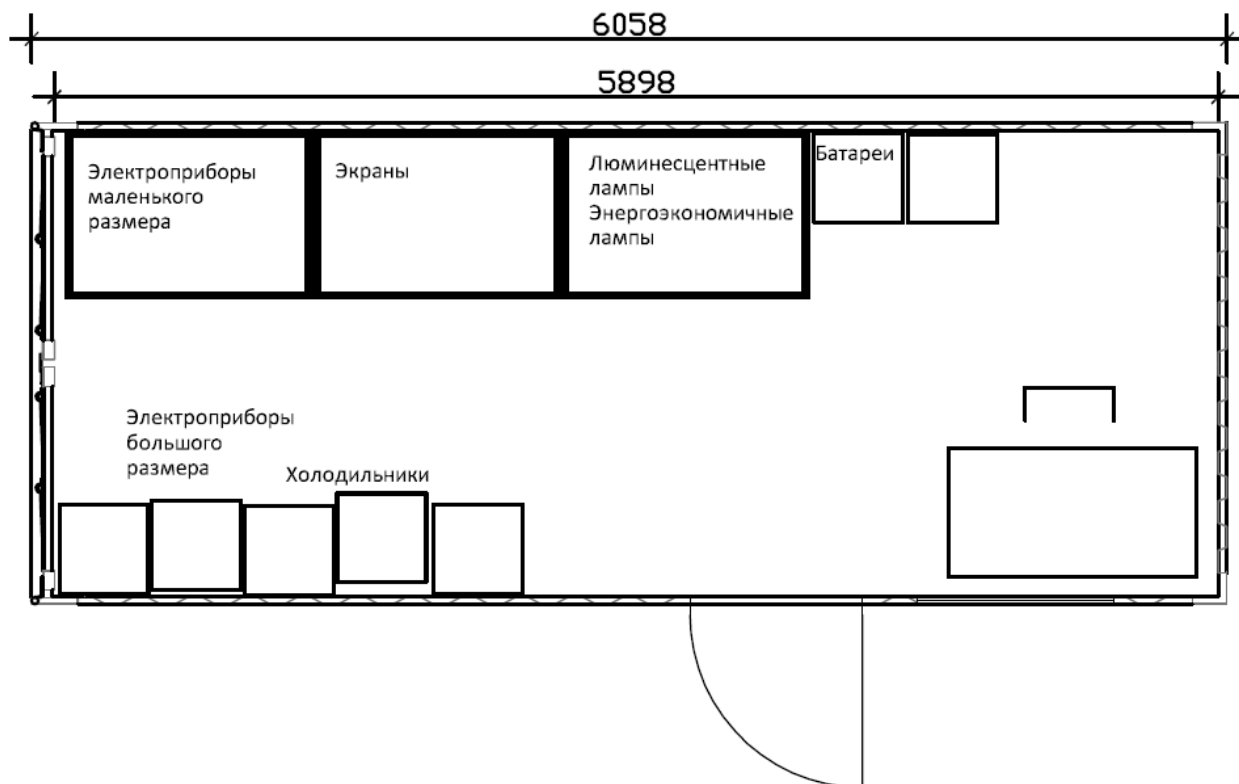 6058
5898
Электроприборы
маленького
размера
Экраны
Люминесцентные
лампы
Энергоэкономичные
лампы
Батареи
Электроприборы
большого
размера
Холодильники